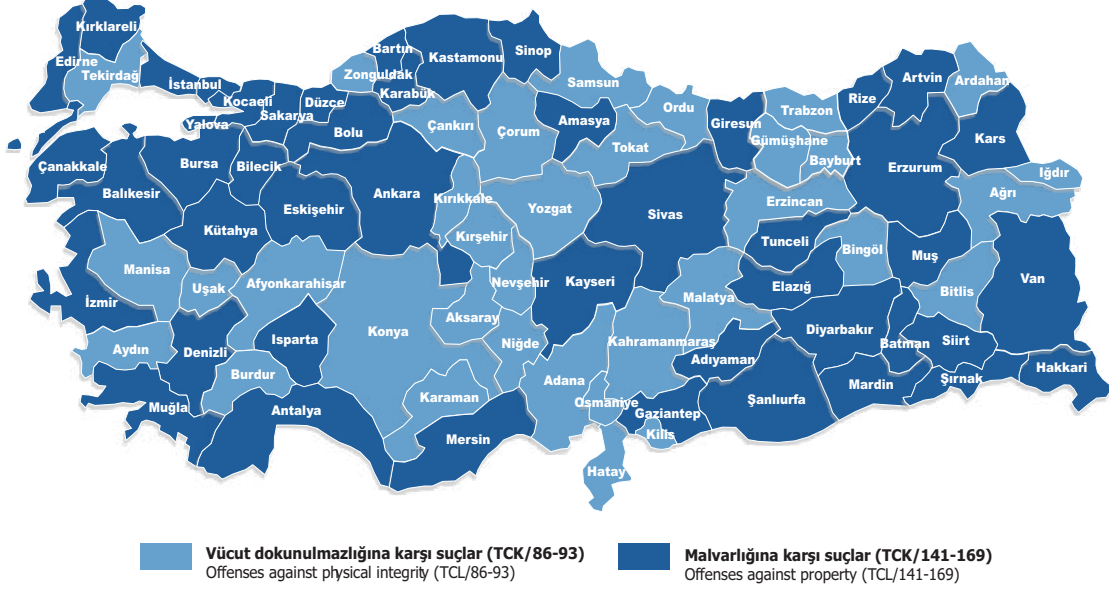 Kırklareli
Edirne
Tekirdağ
İstanbul
Kocaeli
Yalova
Sakarya
Düzce
Bolu
Zonguldak
Bartın
Karabük
Kastamonu
Sinop
Çankırı
Samsun
Çorum
Amasya
Ordu
Tokat
Giresun
Trabzon
Gümüşhane
Bayburt
Rize
Artvin
Ardahan
Kars
Erzurum
Iğdır
Ağrı
Çanakkale
Balıkesir
Bursa
Bilecik
Kütahya
Eskişehir
Ankara
Kırıkkale
Kırşehir
Yozgat
Sivas
Erzincan
Tunceli
Bingöl
Muş
Bitlis
Van
Manisa
İzmir
Uşak
Afyonkarahisar
Aydın
Denizli
Isparta
Burdur
Muğla
Antalya
Konya
Aksaray
Nevşehir
Niğde
Karaman
Mersin
Kayseri
Adana
Osmaniye
Hatay
Kahramanmaraş
Malatya
Elazığ
Adıyaman
Gaziantep
Kilis
Şanlıurfa
Diyarbakır
Mardin
Batman
Siirt
Şırnak
Hakkari
Vücut dokunulmazlığına karşı suçlar (TCK/86-93)
Offenses against physical integrity (TCL/86-93)
Malvarlığına karşı suçlar (TCK/141-169)
Offenses against property (TCL/141-169)